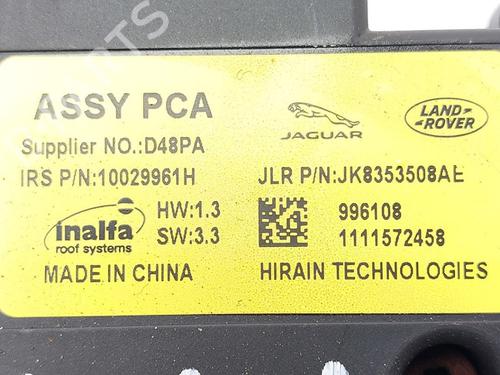 ASSY PCA
JAGUAR
LAND
ROVER
Supplier NO.:D48PA
IRS P/N:10029961H
JLR P/N:JK8353508AE
inalfa
roof systems
HW:1.3
SW:3.3
996108
1111572458
MADE IN CHINA
HIRAIN TECHNOLOGIES